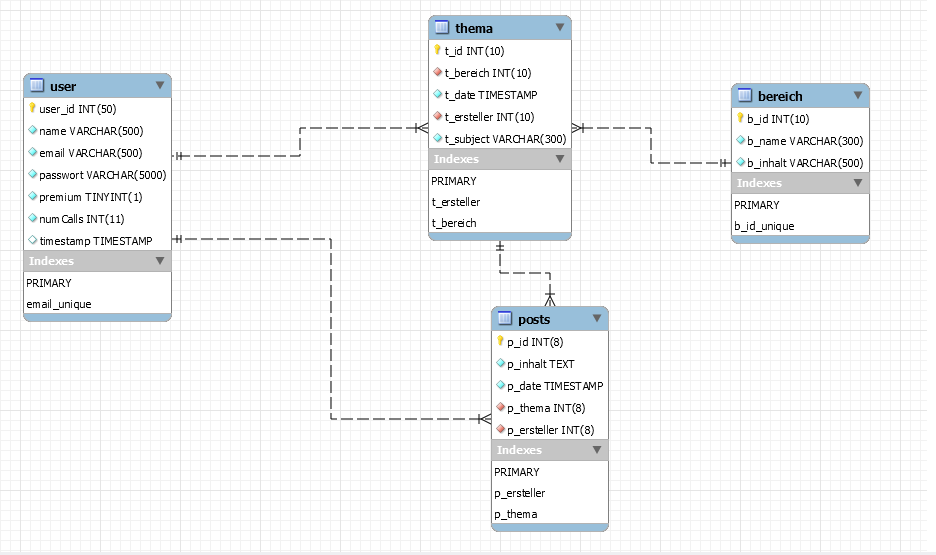 user
user_id INT(50)
name VARCHAR(500)
email VARCHAR(500)
passwort VARCHAR(5000)
premium TINYINT(1)
numCalls INT(11)
timestamp TIMESTAMP
Indexes
PRIMARY
email_unique
thema
t_id INT(10)
t_bereich INT(10)
t_date TIMESTAMP
t_ersteller INT(10)
t_subject VARCHAR(300)
Indexes
PRIMARY
t_ersteller
t_bereich
bereich
b_id INT(10)
b_name VARCHAR(300)
b_inhalt VARCHAR(500)
Indexes
PRIMARY
b_id_unique
posts
p_id INT(8)
p_inhalt TEXT
p_date TIMESTAMP
p_thema INT(8)
p_ersteller INT(8)
Indexes
PRIMARY
p_ersteller
p_thema